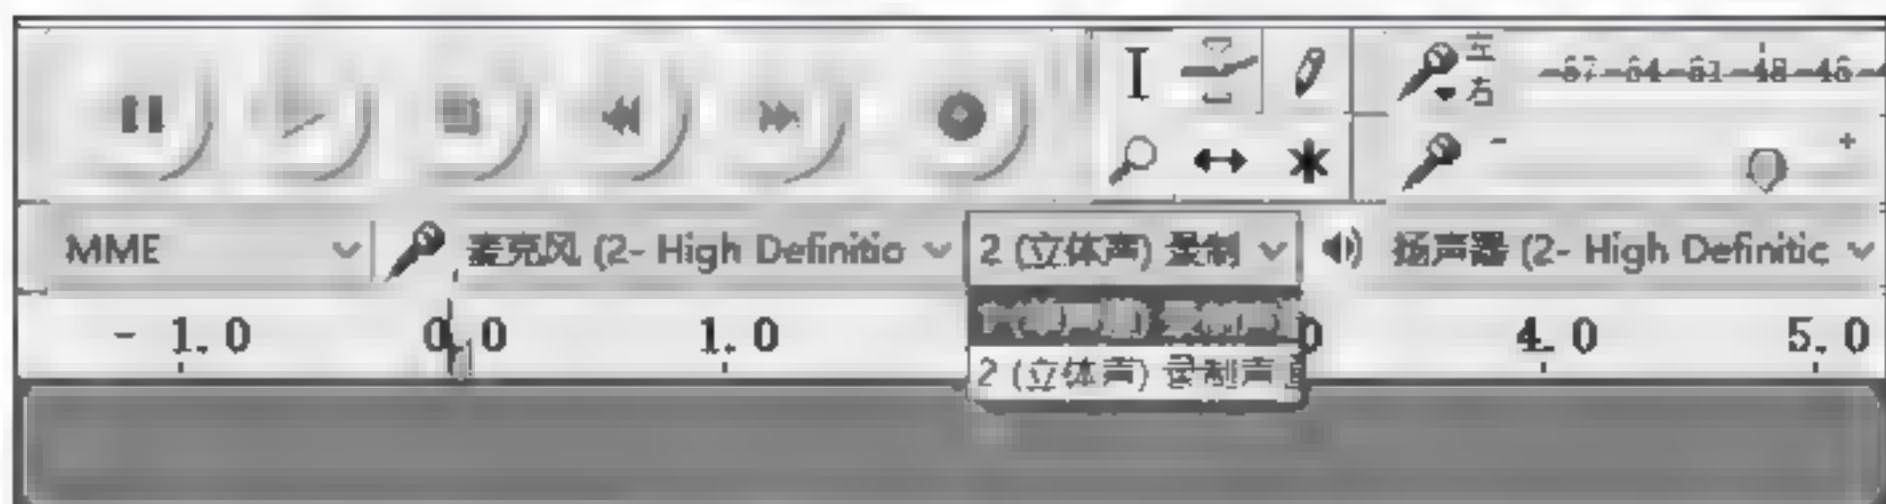 左
-57-54-51-48-45-4
右
- +
MME 麦克风 (2- High Definitio 2 (立体声) 录制 扬声器 (2- High Definitic
- 1.0 0.0 1.0 0 4.0 5.0
2 (立体声) 录制声道